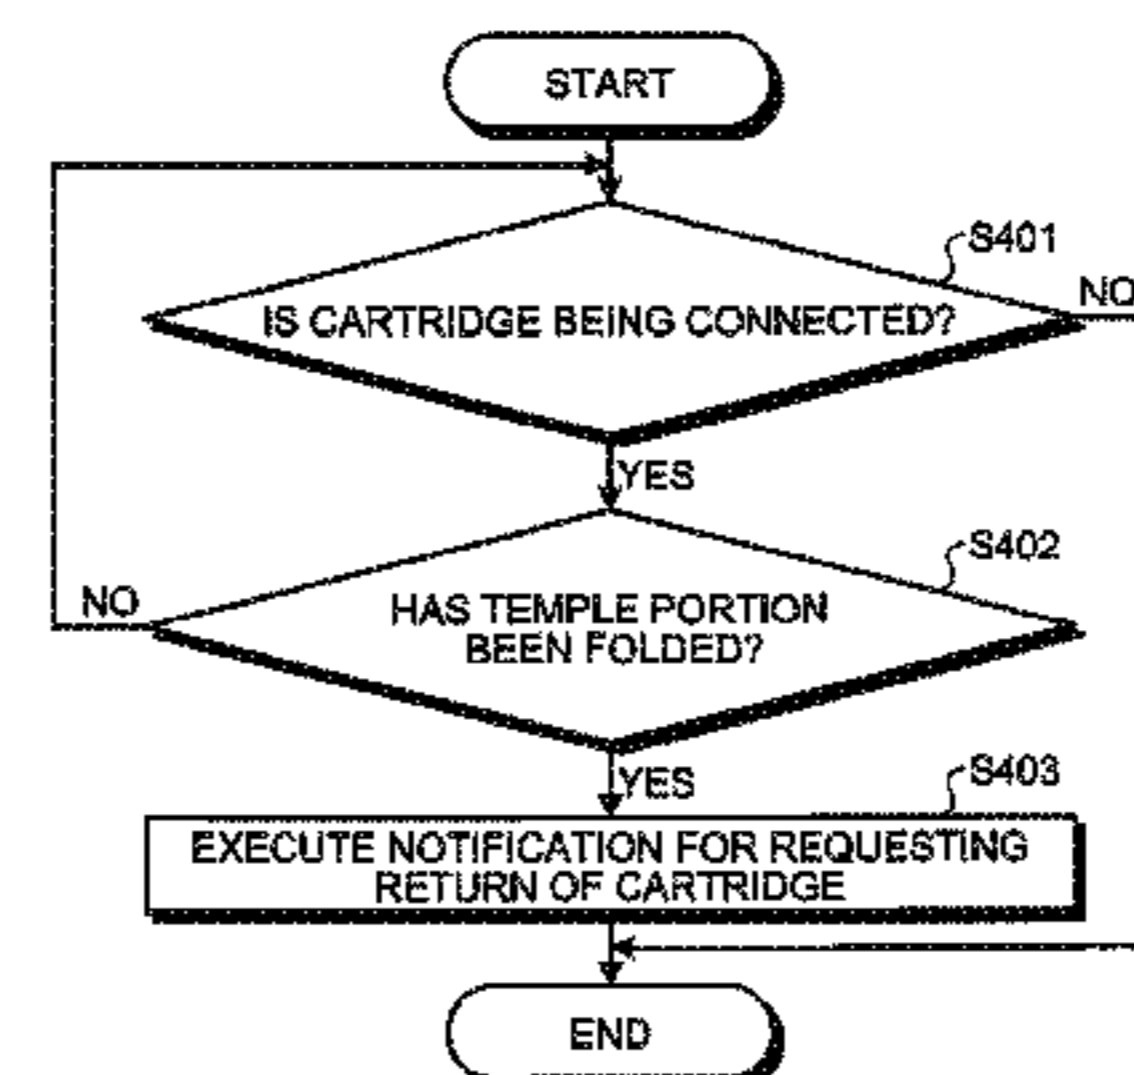 START
S401
NO
IS CARTRIDGE BEING CONNECTED?
YES
S402
NO
HAS TEMPLE PORTION
BEEN FOLDED?
YES
S403
EXECUTE NOTIFICATION FOR REQUESTING
RETURN OF CARTRIDGE
END